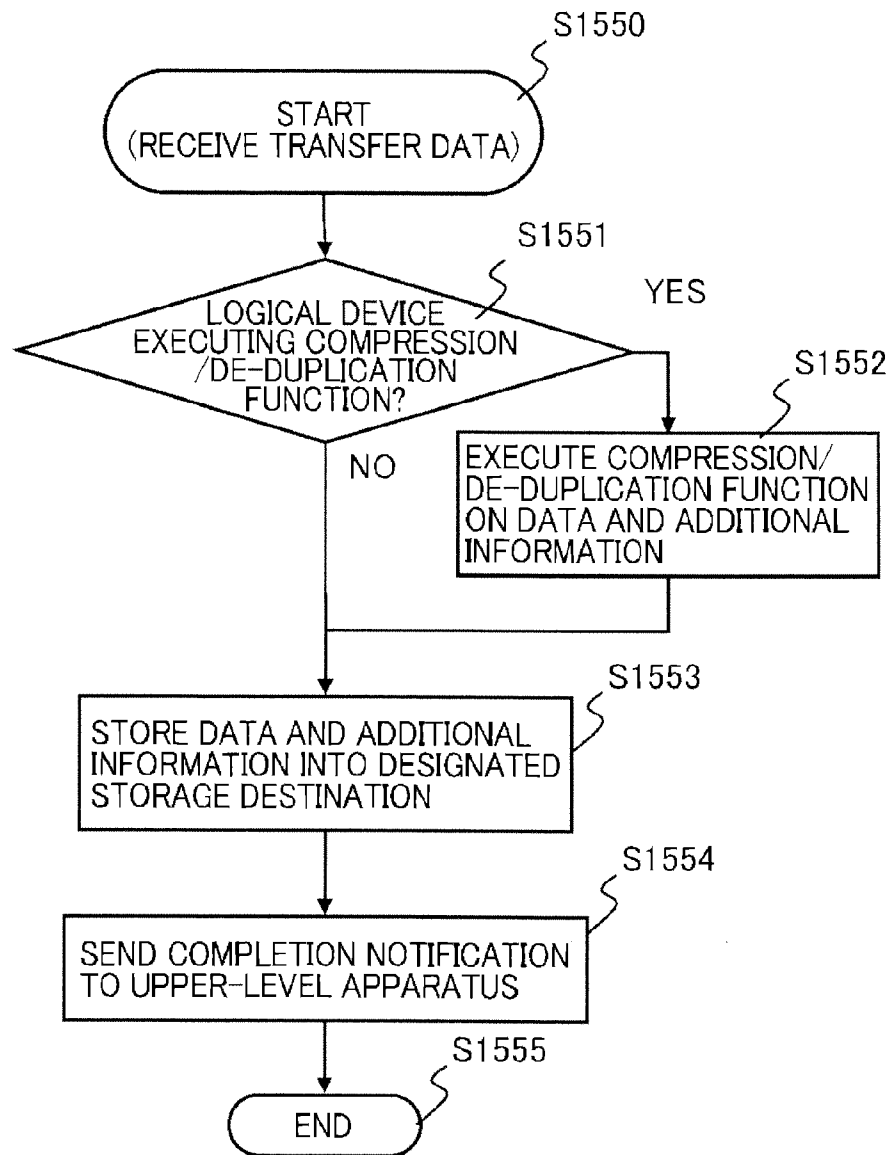 S1550
START
(RECEIVE TRANSFER DATA)
S1551
LOGICAL DEVICE
EXECUTING COMPRESSION
/DE-DUPLICATION
FUNCTION?
YES
NO
S1552
EXECUTE COMPRESSION/
DE-DUPLICATION FUNCTION
ON DATA AND ADDITIONAL
INFORMATION
S1553
STORE DATA AND ADDITIONAL
INFORMATION INTO DESIGNATED
STORAGE DESTINATION
S1554
SEND COMPLETION NOTIFICATION
TO UPPER-LEVEL APPARATUS
S1555
END